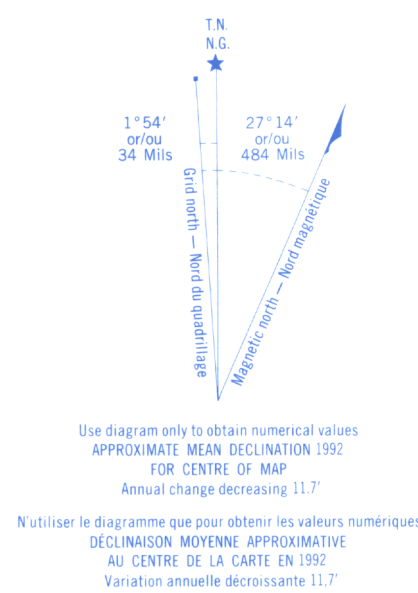 T.N.
N.G.
1°54′
or/ou
34 Mils
27°14′
or/ou
484 Mils
Grid north — Nord du quadrillage
Magnetic north — Nord magnétique
Use diagram only to obtain numerical values
APPROXIMATE MEAN DECLINATION 1992
FOR CENTRE OF MAP
Annual change decreasing 11.7′
N'utiliser le diagramme que pour obtenir les valeurs numériques
DÉCLINAISON MOYENNE APPROXIMATIVE
AU CENTRE DE LA CARTE EN 1992
Variation annuelle décroissante 11,7′